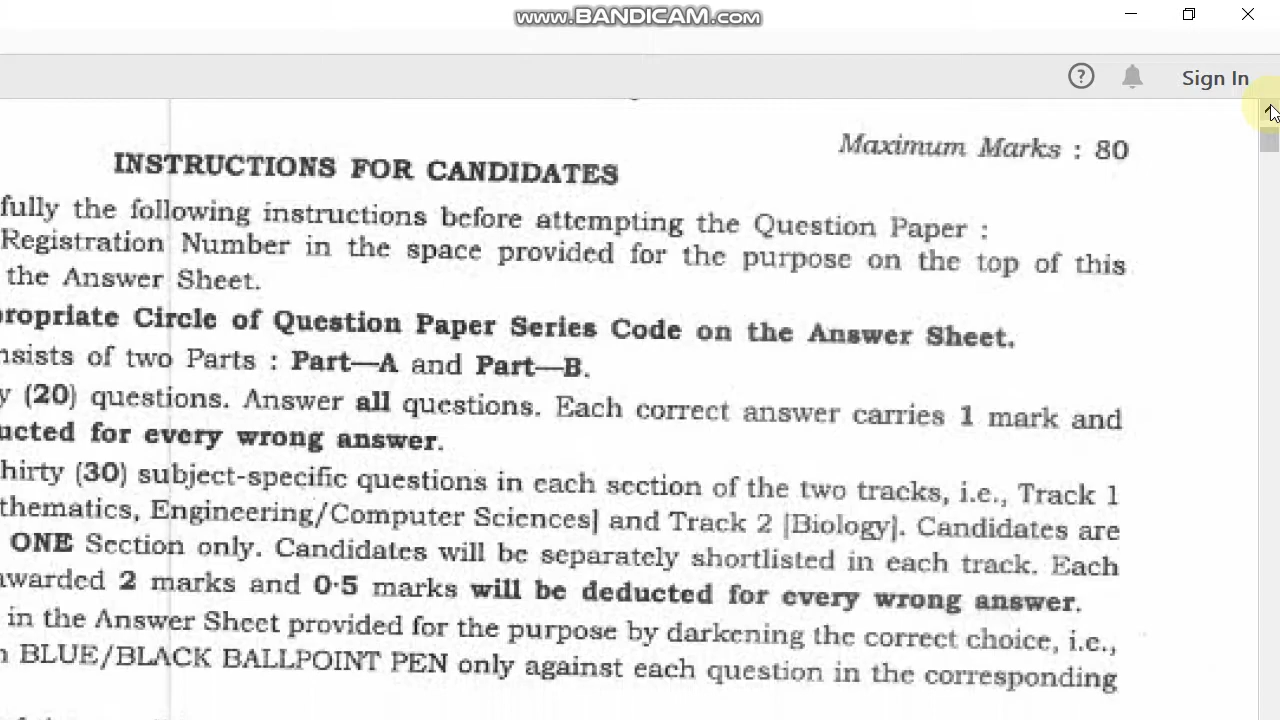 www.BANDICAM.com
Sign In
Maximum Marks : 80
INSTRUCTIONS FOR CANDIDATES
fully the following instructions before attempting the Question Paper :
Registration Number in the space provided for the purpose on the top of this
the Answer Sheet.
propriate Circle of Question Paper Series Code on the Answer Sheet.
nsists of two Parts : Part—A and Part—B.
y (20) questions. Answer all questions. Each correct answer carries 1 mark and
ucted for every wrong answer.
hirty (30) subject-specific questions in each section of the two tracks, i.e., Track 1
thematics, Engineering/Computer Sciences] and Track 2 [Biology]. Candidates are
ONE Section only. Candidates will be separately shortlisted in each track. Each
awarded 2 marks and 0·5 marks will be deducted for every wrong answer.
in the Answer Sheet provided for the purpose by darkening the correct choice, i.e.,
n BLUE/BLACK BALLPOINT PEN only against each question in the corresponding